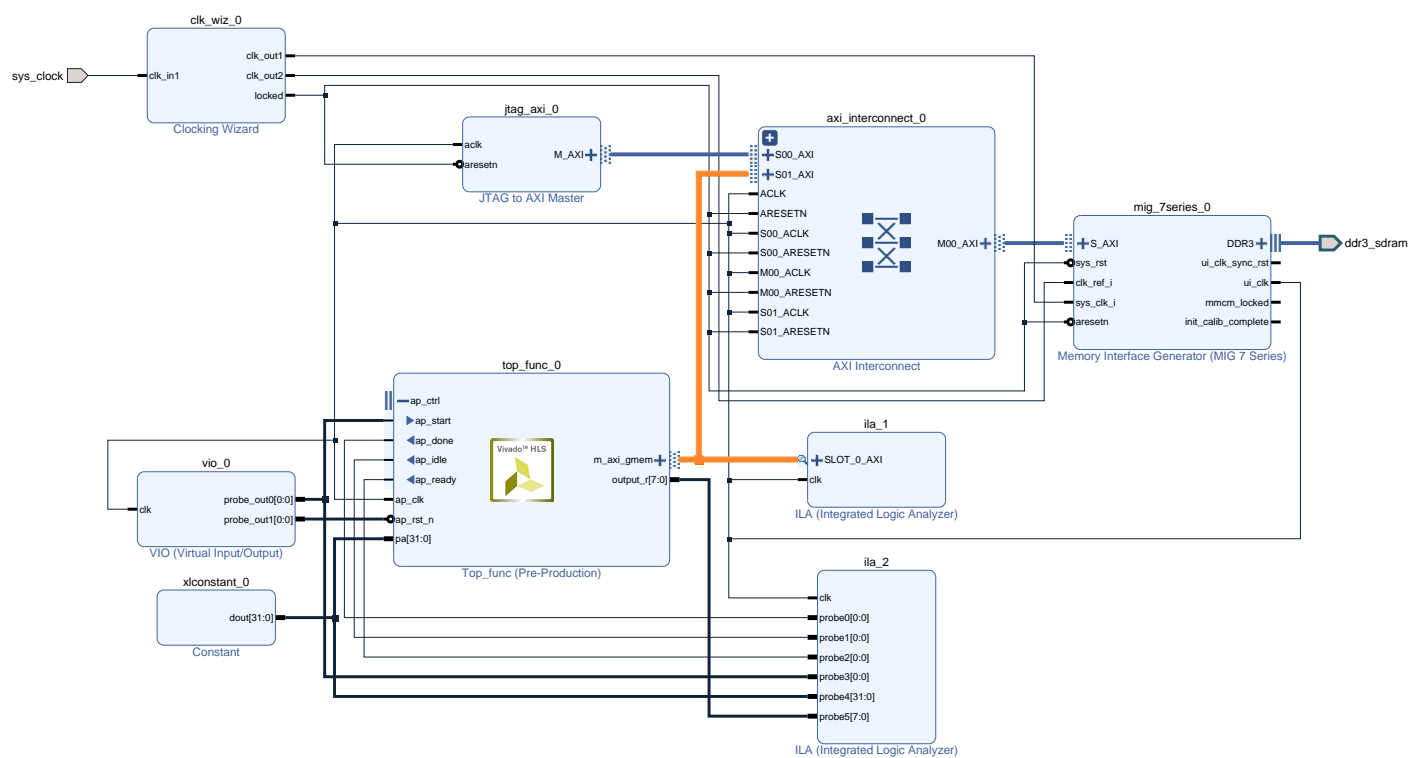 clk_wiz_0
sys_clock
clk_in1
clk_out1
clk_out2
locked
Clocking Wizard
jtag_axi_0
aclk
aresetn
M_AXI
JTAG to AXI Master
axi_interconnect_0
S00_AXI
S01_AXI
ACLK
ARESETN
S00_ACLK
S00_ARESETN
M00_ACLK
M00_ARESETN
S01_ACLK
S01_ARESETN
M00_AXI
AXI Interconnect
mig_7series_0
S_AXI
sys_rst
clk_ref_i
sys_clk_i
aresetn
DDR3
ui_clk_sync_rst
ui_clk
mmcm_locked
init_calib_complete
Memory Interface Generator (MIG 7 Series)
ddr3_sdram
top_func_0
ap_ctrl
ap_start
ap_done
ap_idle
ap_ready
ap_clk
ap_rst_n
pa[31:0]
Vivado™ HLS
m_axi_gmem
output_r[7:0]
Top_func (Pre-Production)
ila_1
SLOT_0_AXI
clk
ILA (Integrated Logic Analyzer)
vio_0
clk
probe_out0[0:0]
probe_out1[0:0]
VIO (Virtual Input/Output)
xlconstant_0
dout[31:0]
Constant
ila_2
clk
probe0[0:0]
probe1[0:0]
probe2[0:0]
probe3[0:0]
probe4[31:0]
probe5[7:0]
ILA (Integrated Logic Analyzer)